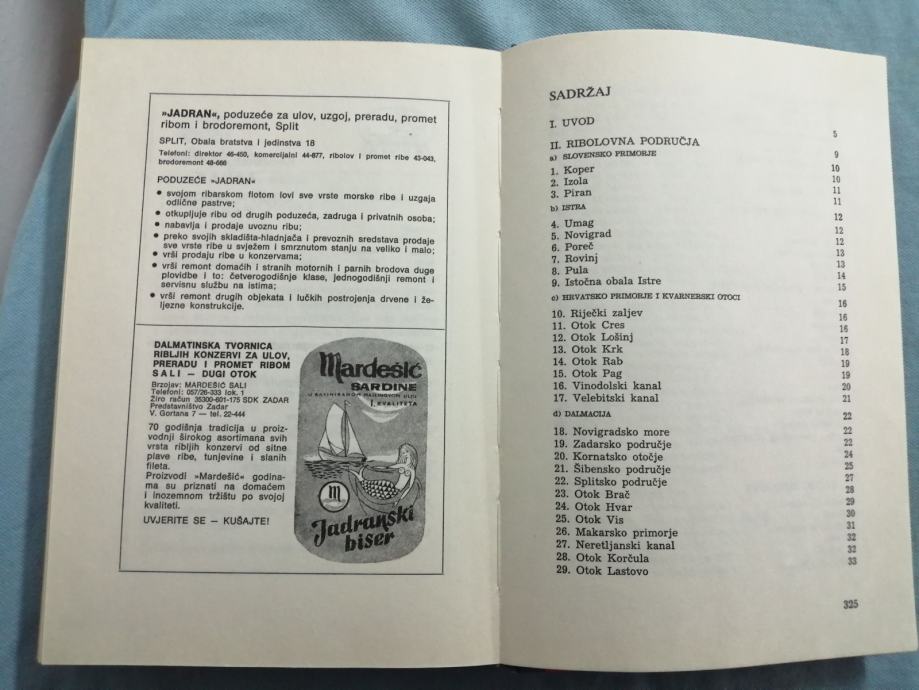 »JADRAN«, poduzeće za ulov, uzgoj, preradu, promet
ribom i brodoremont, Split
SPLIT, Obala bratstva i jedinstva 18
Telefoni: direktor 46-450, komercijalni 44-877, ribolov i promet ribe 43-043,
brodoremont 48-666
PODUZEĆE »JADRAN«
• svojom ribarskom flotom lovi sve vrste morske ribe i uzgaja
odlične pastrve;
• otkupljuje ribu od drugih poduzeća, zadruga i privatnih osoba;
• nabavlja i prodaje uvoznu ribu;
• preko svojih skladišta-hladnjača i prevoznih sredstava prodaje
sve vrste ribe u svježem i smrznutom stanju na veliko i malo;
• vrši prodaju ribe u konzervama;
• vrši remont domaćih i stranih motornih i parnih brodova duge
plovidbe i to: četverogodišnje klase, jednogodišnji remont i
servisnu službu na istima;
• vrši remont drugih objekata i lučkih postrojenja drvene i že-
ljezne konstrukcije.
DALMATINSKA TVORNICA
RIBLJIH KONZERVI ZA ULOV,
PRERADU I PROMET RIBOM
SALI - DUGI OTOK
Brzojav: MARDEŠIĆ SALI
Telefoni: 057/26-333 lok. 1
Žiro račun 35300-601-175 SDK ZADAR
Predstavništvo Zadar
V. Gortana 7 — tel. 22-444
70 godišnja tradicija u proiz-
vodnji širokog asortimana svih
vrsta ribljih konzervi od sitne
plave ribe, tunjevine i slanih
fileta.
Proizvodi »Mardešić« godina-
ma su priznati na domaćem
i inozemnom tržištu po svojoj
kvaliteti.
UVJERITE SE – KUŠAJTE!
Mardešić
SARDINE
U RAFINIRANOM MASLINOVOM ULJU
I. KVALITETA
m
Jadranski
biser
SADRŽAJ
I. UVOD 5
II. RIBOLOVNA PODRUČJA 9
a) SLOVENSKO PRIMORJE 10
1. Koper 10
2. Izola 11
3. Piran 11
b) ISTRA 12
4. Umag 12
5. Novigrad 12
6. Poreč 13
7. Rovinj 13
8. Pula 14
9. Istočna obala Istre 15
c) HRVATSKO PRIMORJE I KVARNERSKI OTOCI 16
10. Riječki zaljev 16
11. Otok Cres 16
12. Otok Lošinj 17
13. Otok Krk 18
14. Otok Rab 19
15. Otok Pag 19
16. Vinodolski kanal 20
17. Velebitski kanal 21
d) DALMACIJA 22
18. Novigradsko more 22
19. Zadarsko područje 22
20. Kornatsko otočje 24
21. Šibensko područje 25
22. Splitsko područje 27
23. Otok Brač 28
24. Otok Hvar 29
25. Otok Vis 30
26. Makarsko primorje 31
27. Neretljanski kanal 32
28. Otok Korčula 32
29. Otok Lastovo 33
325